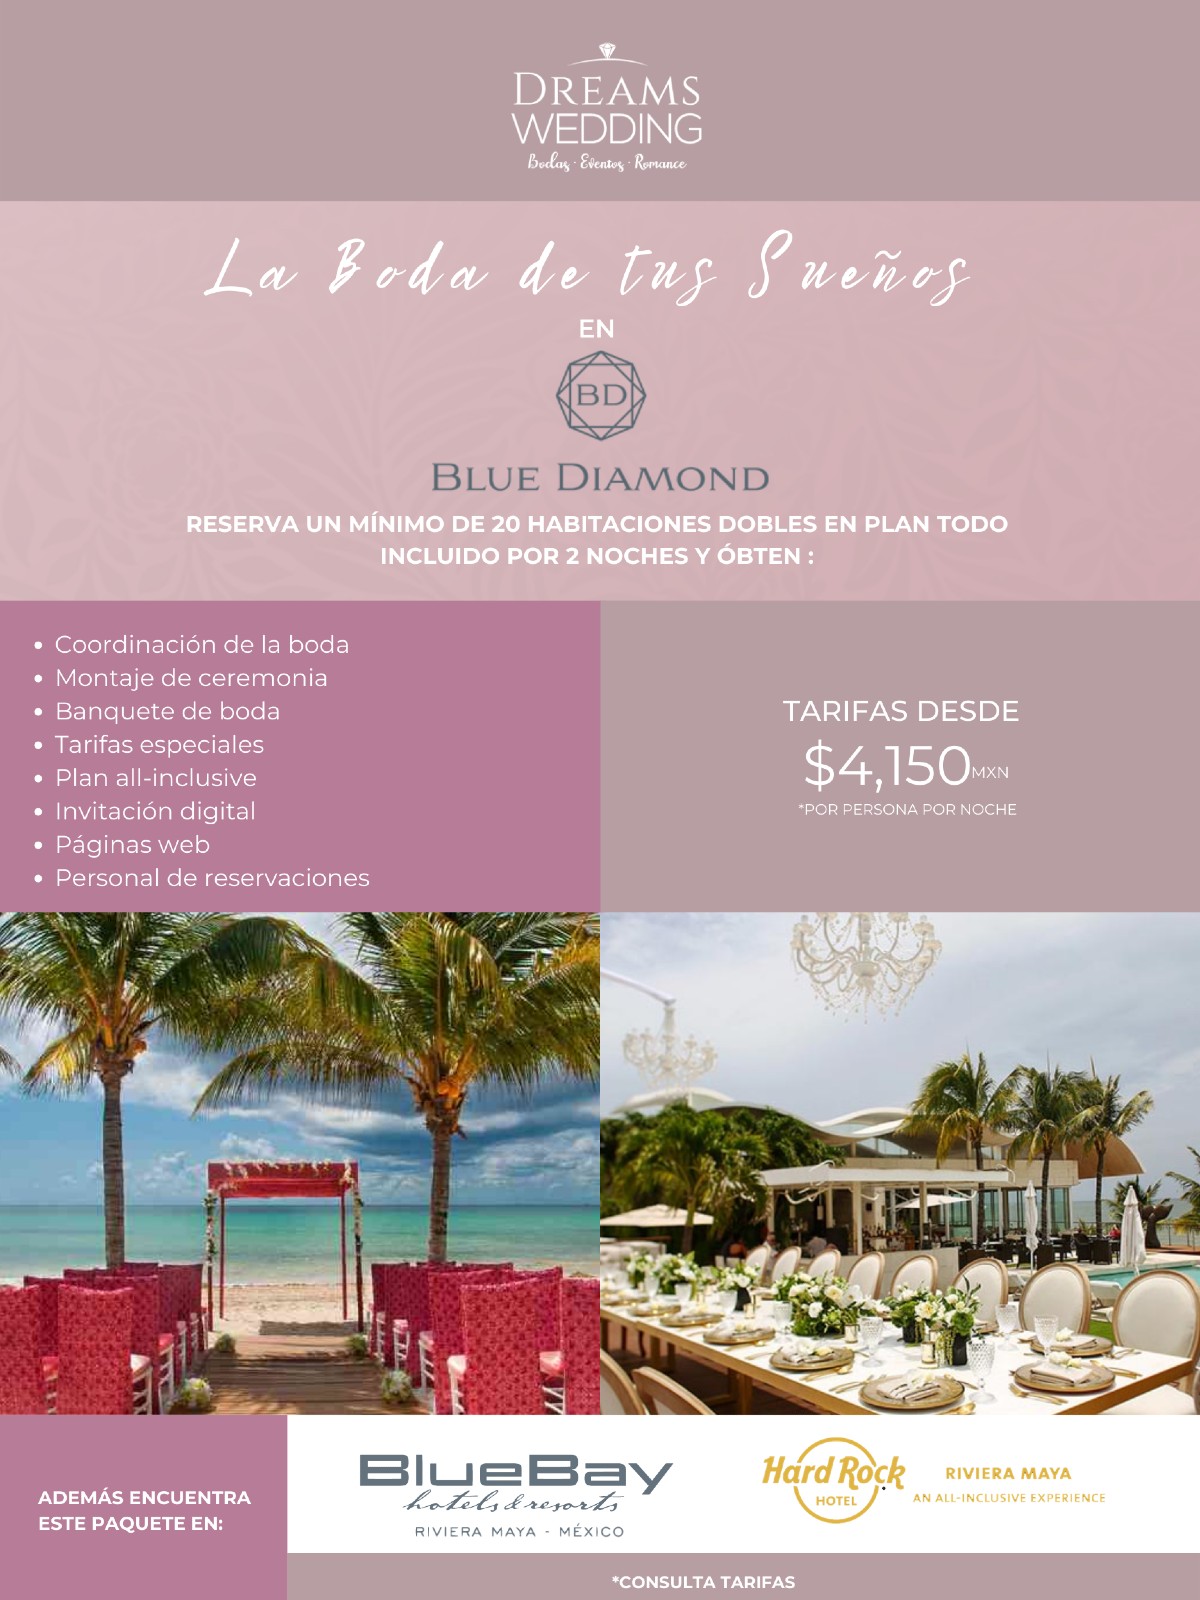 DREAMS
WEDDING
Bodas · Eventos · Romance
La Boda de tus Sueños
EN
BD
BLUE DIAMOND
RESERVA UN MÍNIMO DE 20 HABITACIONES DOBLES EN PLAN TODO
INCLUIDO POR 2 NOCHES Y ÓBTEN :
• Coordinación de la boda
• Montaje de ceremonia
• Banquete de boda
• Tarifas especiales
• Plan all-inclusive
• Invitación digital
• Páginas web
• Personal de reservaciones
TARIFAS DESDE
$4,150MXN
*POR PERSONA POR NOCHE
ADEMÁS ENCUENTRA
ESTE PAQUETE EN:
BlueBay
hotels & resorts
RIVIERA MAYA - MÉXICO
Hard Rock
HOTEL
RIVIERA MAYA
AN ALL-INCLUSIVE EXPERIENCE
*CONSULTA TARIFAS